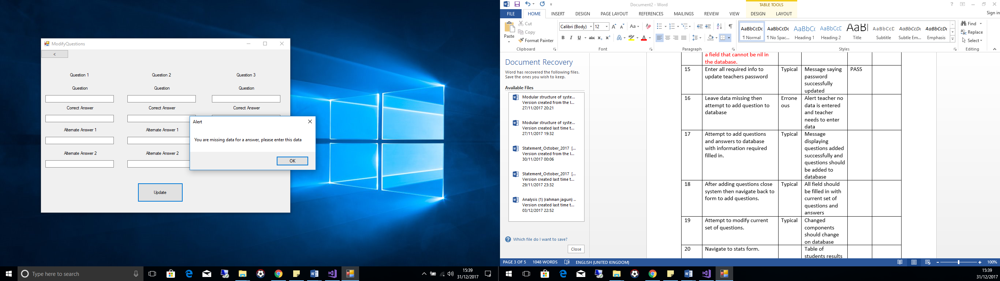 ModifyQuestions
<
Question 1
Question 2
Question 3
Question
Question
Question
Correct Answer
Correct Answer
Correct Answer
Alternate Answer 1
Alternate Answer 1
Alternate Answer 2
Alternate Answer 2
Update
Alert
You are missing data for a answer, please enter this data
OK
Type here to search
15:39
31/12/2017
Document2 - Word
TABLE TOOLS
Sign in
FILE
HOME
INSERT
DESIGN
PAGE LAYOUT
REFERENCES
MAILINGS
REVIEW
VIEW
DESIGN
LAYOUT
Paste
Cut
Copy
Format Painter
Clipboard
Calibri (Body)
12
Font
Paragraph
AaBbCcDc
¶ Normal
AaBbCcDc
¶ No Spac...
AaBbCc
Heading 1
AaBbCcD
Heading 2
AaB
Title
AaBbCcD
Subtitle
AaBbCcDc
Subtle Em...
AaBbCcDc
Emphasis
Styles
Find
Replace
Select
Editing
Document Recovery
Word has recovered the following files.
Save the ones you wish to keep.
Available Files
Modular structure of syste...
Version created from the l...
27/11/2017 20:21
Modular structure of syste...
Version created last time t...
27/11/2017 19:32
Statement_October_2017 [...
Version created from the l...
30/11/2017 00:06
Statement_October_2017 [...
Version created last time t...
29/11/2017 23:32
Analysis (1) (rahman jagun) ..
Version created last time t...
03/12/2017 22:52
Which file do I want to save?
Close
a field that cannot be nil in
the database.
15
Enter all required info to
update teachers password
Typical
Message saying
password
successfully
updated
PASS
16
Leave data missing then
attempt to add question to
database
Errone
ous
Alert teacher no
data is entered
and teacher
needs to enter
data
17
Attempt to add questions
and answers to database
with information required
filled in.
Typical
Message
displaying
questions added
successfully and
questions should
be added to
database
18
After adding questions close
system then navigate back to
form to add questions.
Typical
All field should
be filled in with
current set of
questions and
answers
19
Attempt to modify current
set of questions.
Typical
Changed
components
should change
on database
20
Navigate to stats form.
Table of
students results
PAGE 3 OF 5
1048 WORDS
ENGLISH (UNITED KINGDOM)
100%
15:39
31/12/2017